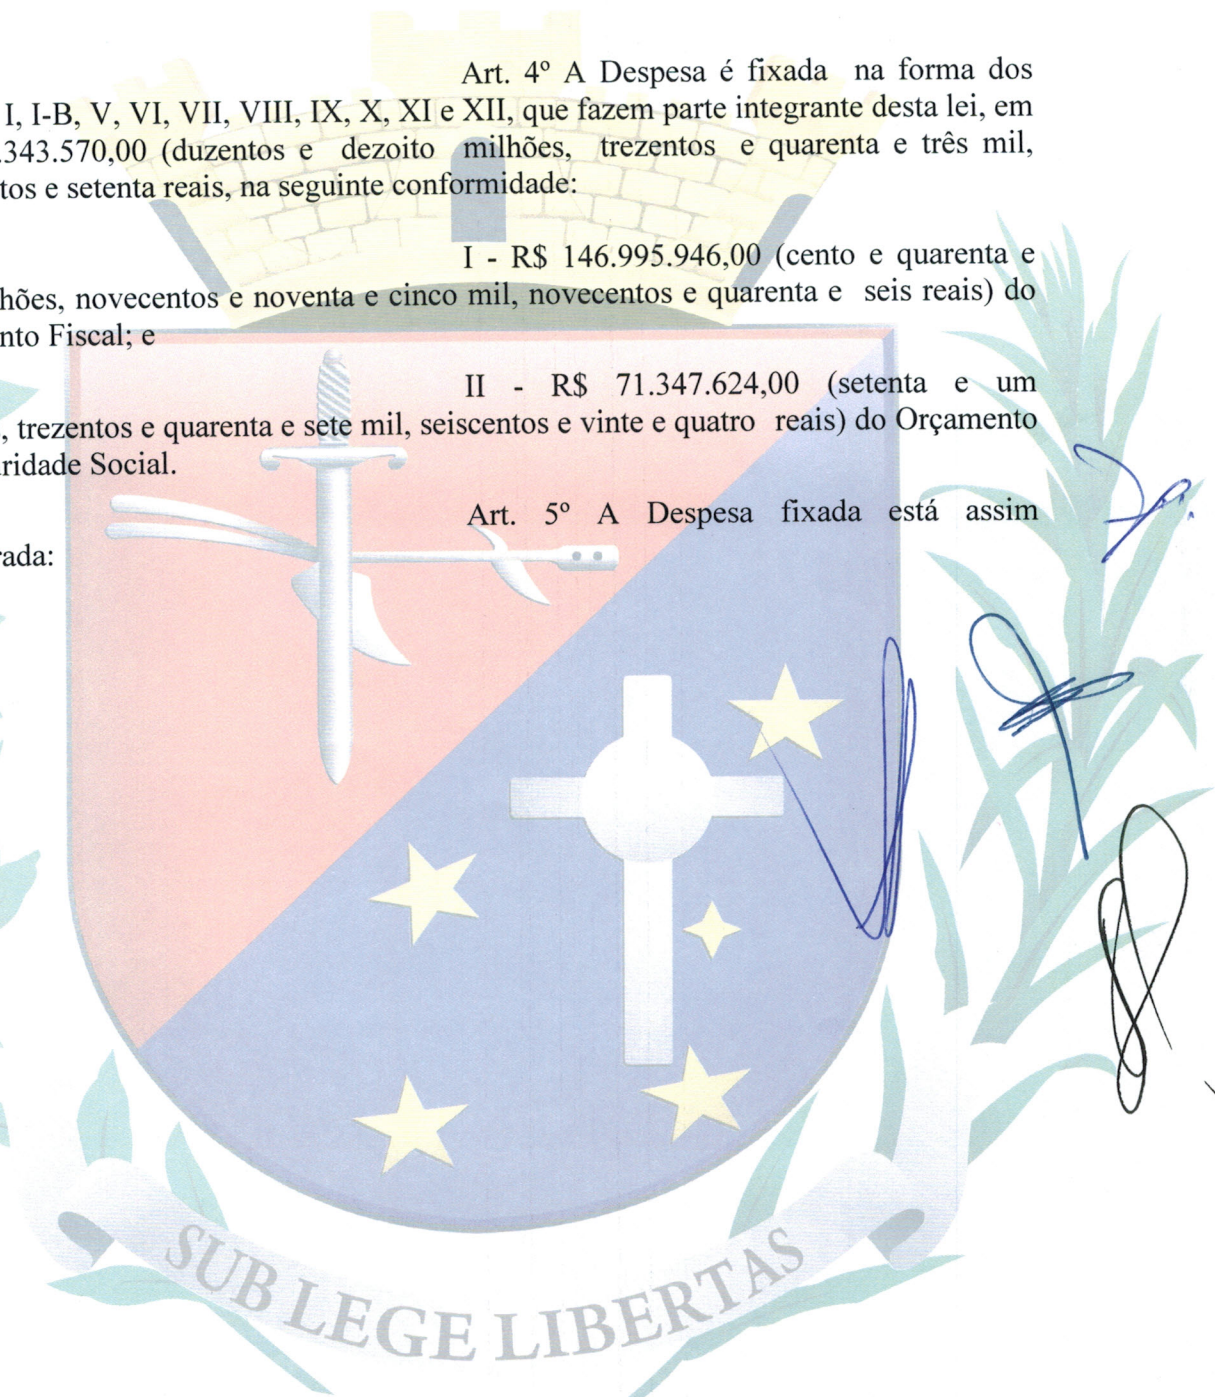 Art. 4º A Despesa é fixada na forma dos
I, I-B, V, VI, VII, VIII, IX, X, XI e XII, que fazem parte integrante desta lei, em
.343.570,00 (duzentos e dezoito milhões, trezentos e quarenta e três mil,
tos e setenta reais, na seguinte conformidade:
I - R$ 146.995.946,00 (cento e quarenta e
hões, novecentos e noventa e cinco mil, novecentos e quarenta e seis reais) do
nto Fiscal; e
II - R$ 71.347.624,00 (setenta e um
, trezentos e quarenta e sete mil, seiscentos e vinte e quatro reais) do Orçamento
ridade Social.
Art. 5º A Despesa fixada está assim
rada:
SUB LEGE LIBERTAS